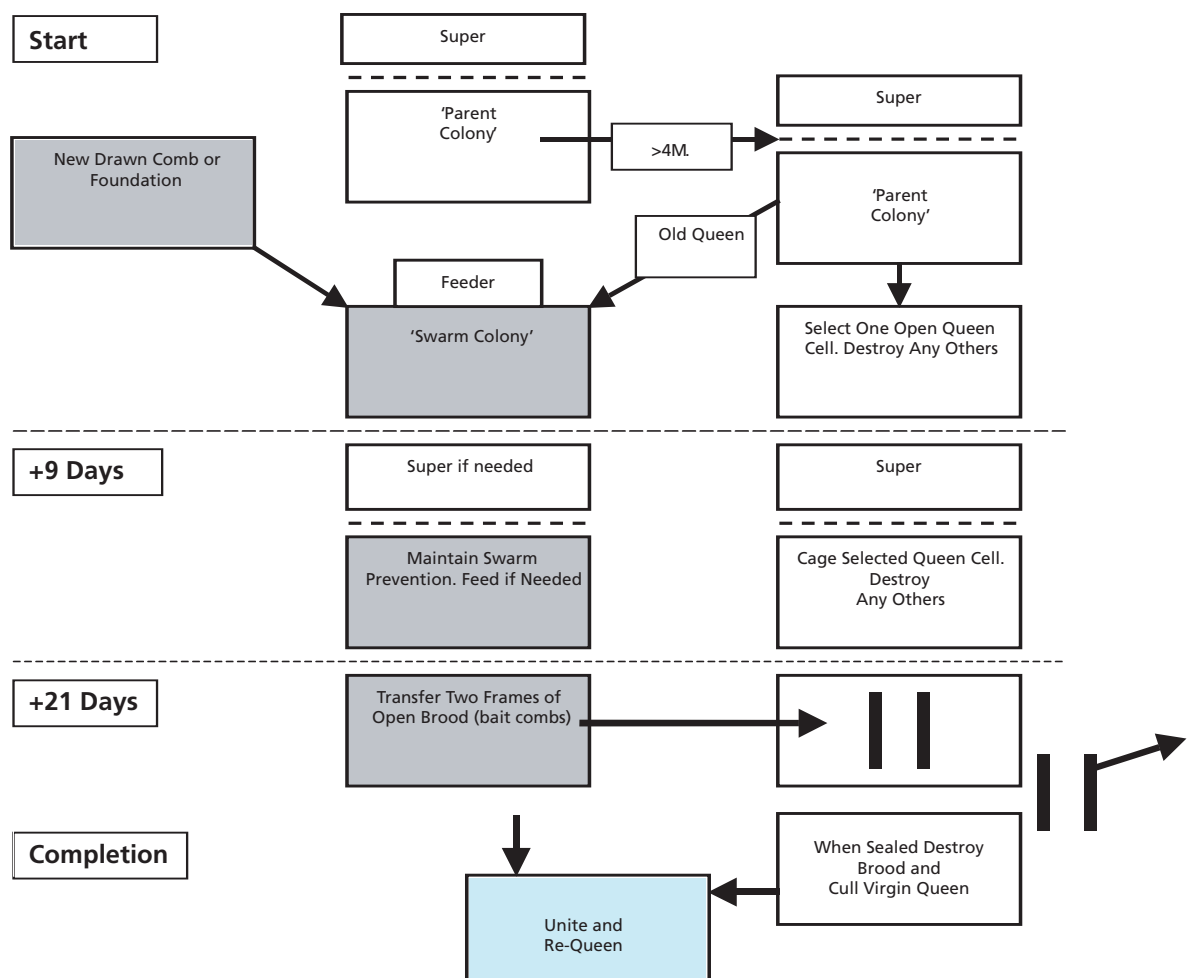 Start
Super
'Parent
Colony'
>4M.
Super
'Parent
Colony'
New Drawn Comb or
Foundation
Old Queen
Feeder
'Swarm Colony'
Select One Open Queen
Cell. Destroy Any Others
+9 Days
Super if needed
Super
Maintain Swarm
Prevention. Feed if Needed
Cage Selected Queen Cell.
Destroy
Any Others
+21 Days
Transfer Two Frames of
Open Brood (bait combs)
Completion
When Sealed Destroy
Brood and
Cull Virgin Queen
Unite and
Re-Queen